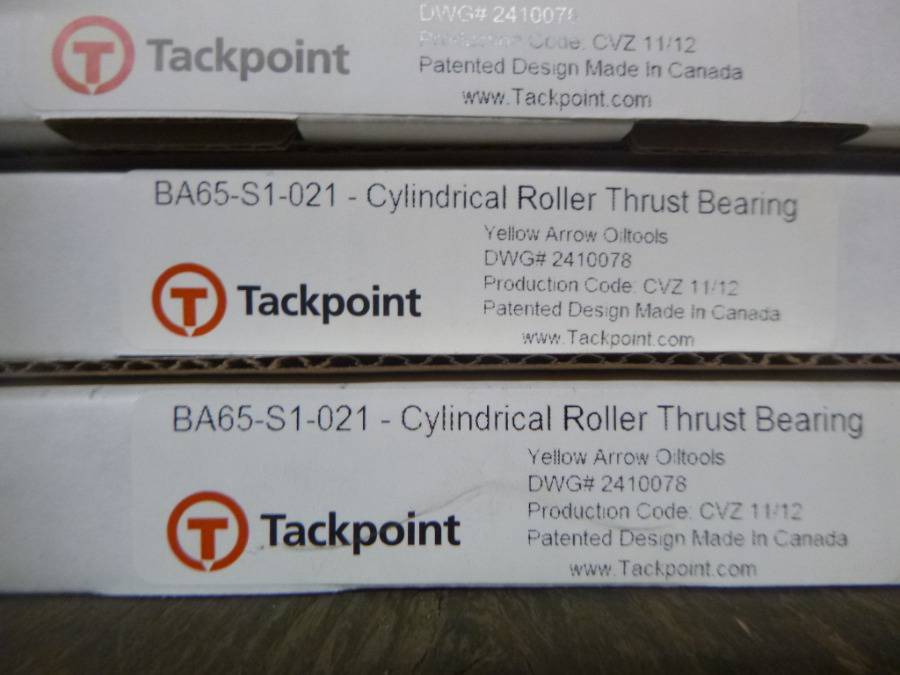 DWG# 2410078
Production Code: CVZ 11/12
Tackpoint
Patented Design Made In Canada
www.Tackpoint.com
BA65-S1-021 - Cylindrical Roller Thrust Bearing
Yellow Arrow Oiltools
DWG# 2410078
Production Code: CVZ 11/12
Tackpoint
Patented Design Made In Canada
www.Tackpoint.com
BA65-S1-021 - Cylindrical Roller Thrust Bearing
Yellow Arrow Oiltools
DWG# 2410078
Production Code: CVZ 11/12
Tackpoint
Patented Design Made In Canada
www.Tackpoint.com